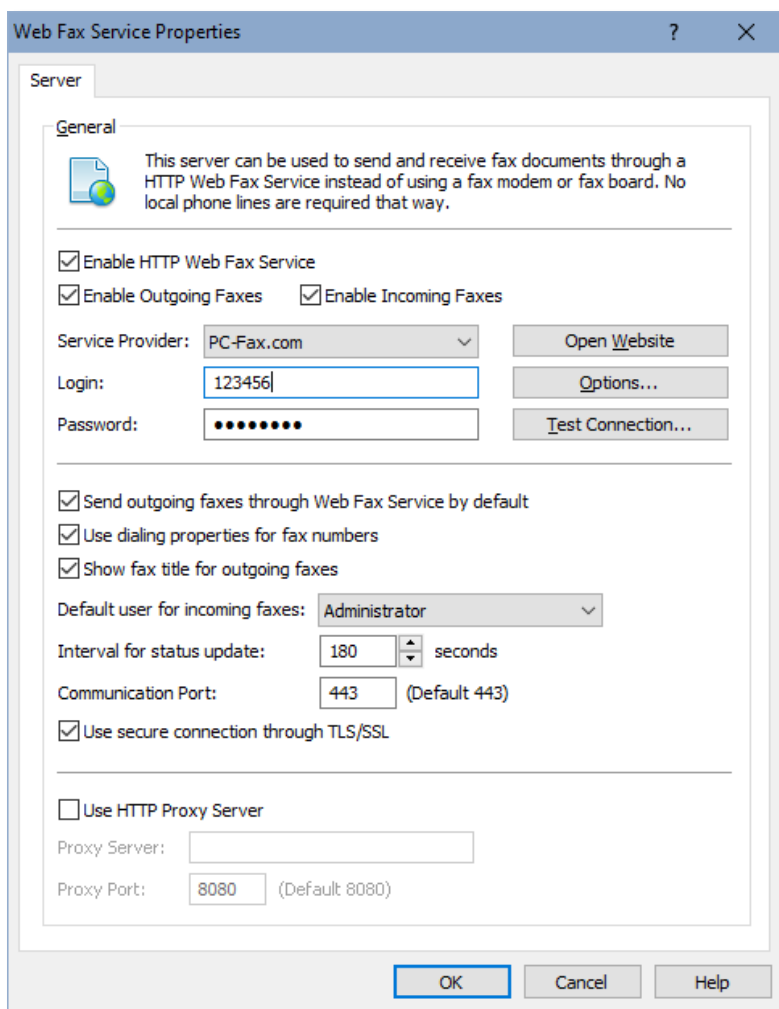 Web Fax Service Properties ?
Server
General
This server can be used to send and receive fax documents through a
HTTP Web Fax Service instead of using a fax modem or fax board. No
local phone lines are required that way.
Enable HTTP Web Fax Service
Enable Outgoing Faxes Enable Incoming Faxes
Service Provider: PC-Fax.com Open Website
Login: 123456 Options...
Password: •••••••• Test Connection...
Send outgoing faxes through Web Fax Service by default
Use dialing properties for fax numbers
Show fax title for outgoing faxes
Default user for incoming faxes: Administrator
Interval for status update: 180 seconds
Communication Port: 443 (Default 443)
Use secure connection through TLS/SSL
Use HTTP Proxy Server
Proxy Server:
Proxy Port: 8080 (Default 8080)
OK Cancel Help